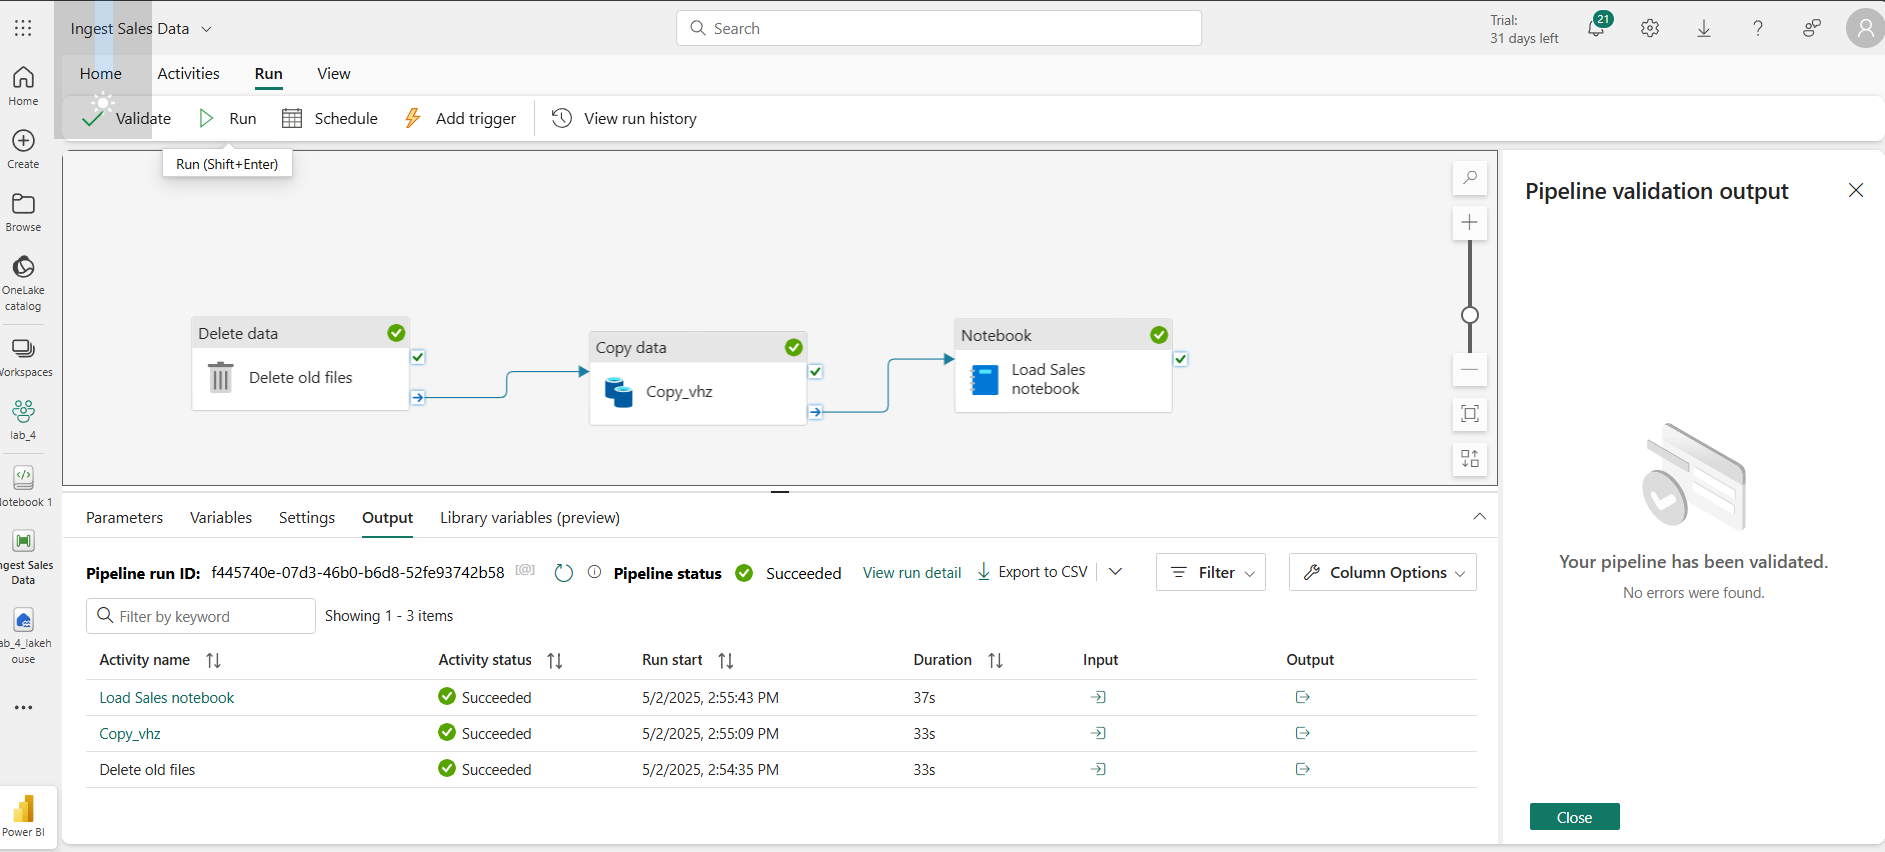 Ingest Sales Data
Search
Trial:
31 days left
21
Home
Activities
Run
View
Validate
Run
Schedule
Add trigger
View run history
Run (Shift+Enter)
Home
Create
Browse
OneLake
catalog
Workspaces
lab_4
Notebook 1
Ingest Sales
Data
lab_4_lakeh
ouse
Power BI
Delete data
Delete old files
Copy data
Copy_vhz
Notebook
Load Sales
notebook
Pipeline validation output
Your pipeline has been validated.
No errors were found.
Close
Parameters
Variables
Settings
Output
Library variables (preview)
Pipeline run ID: f445740e-07d3-46b0-b6d8-52fe93742b58 [@] Pipeline status Succeeded View run detail Export to CSV Filter Column Options
Filter by keyword Showing 1 - 3 items
Activity name Activity status Run start Duration Input Output
Load Sales notebook Succeeded 5/2/2025, 2:55:43 PM 37s
Copy_vhz Succeeded 5/2/2025, 2:55:09 PM 33s
Delete old files Succeeded 5/2/2025, 2:54:35 PM 33s